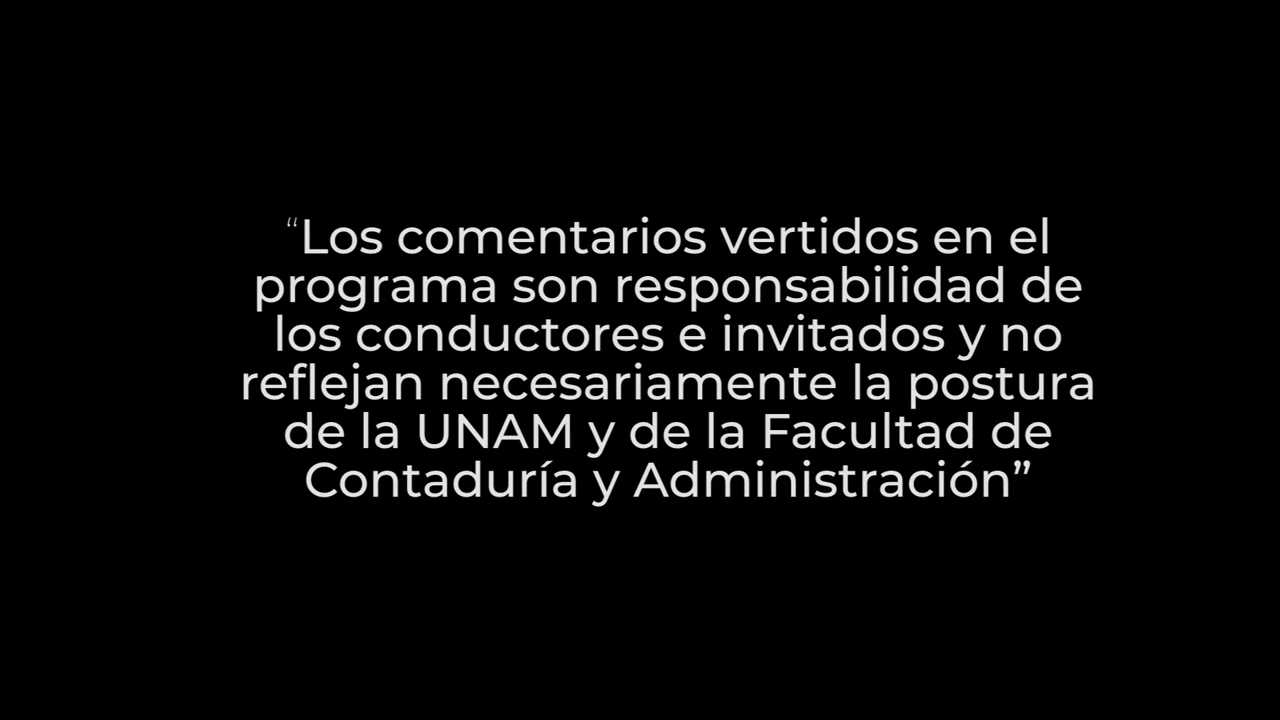 “Los comentarios vertidos en el
programa son responsabilidad de
los conductores e invitados y no
reflejan necesariamente la postura
de la UNAM y de la Facultad de
Contaduría y Administración”